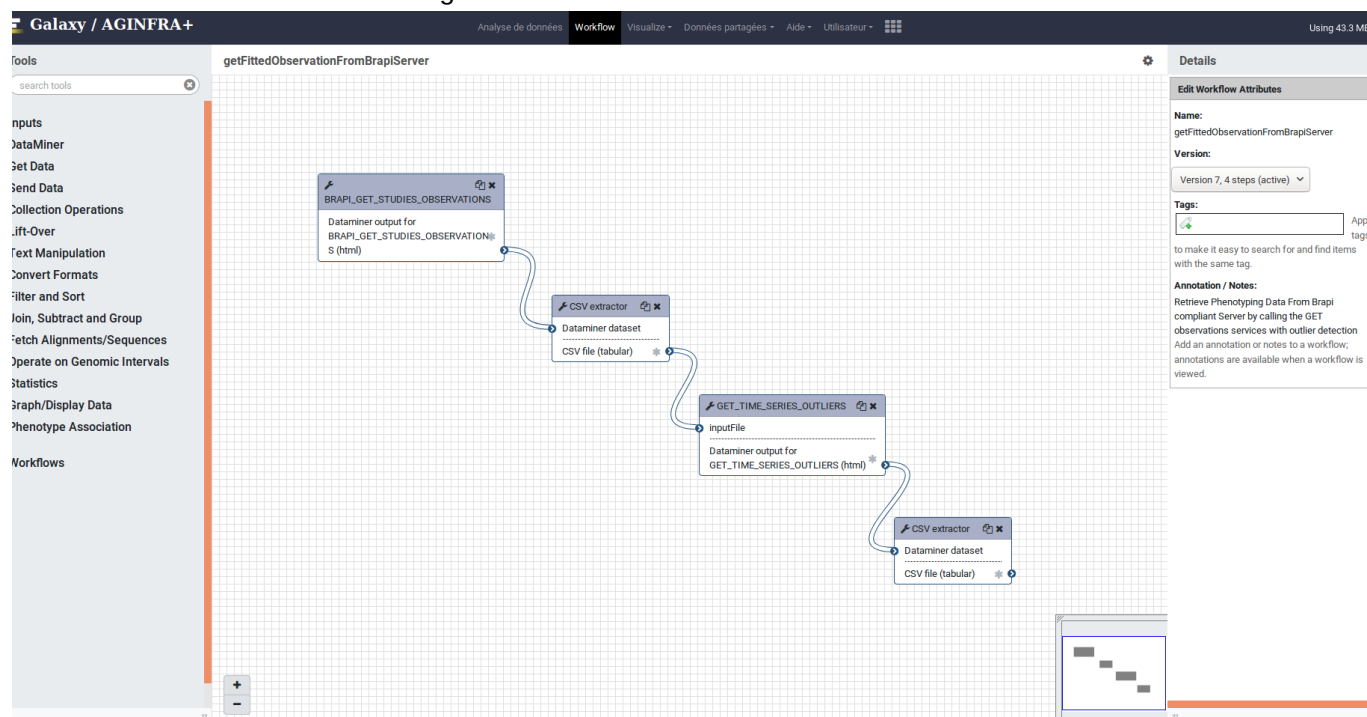 Galaxy / AGINFRA+
Analyse de données Workflow Visualize Données partagées Aide Utilisateur
Using 43.3 MB
Tools
search tools
nputs
DataMiner
Get Data
Send Data
Collection Operations
Lift-Over
Text Manipulation
Convert Formats
Filter and Sort
Join, Subtract and Group
Fetch Alignments/Sequences
Operate on Genomic Intervals
Statistics
Graph/Display Data
Phenotype Association
Workflows
getFittedObservationFromBrapiServer
BRAPI_GET_STUDIES_OBSERVATIONS
Dataminer output for
BRAPI_GET_STUDIES_OBSERVATION
S (html)
CSV extractor
Dataminer dataset
CSV file (tabular)
GET_TIME_SERIES_OUTLIERS
inputFile
Dataminer output for
GET_TIME_SERIES_OUTLIERS (html)
CSV extractor
Dataminer dataset
CSV file (tabular)
+
−
Details
Edit Workflow Attributes
Name:
getFittedObservationFromBrapiServer
Version:
Version 7, 4 steps (active)
Tags:
App
tags
to make it easy to search for and find items
with the same tag.
Annotation / Notes:
Retrieve Phenotyping Data From Brapi
compliant Server by calling the GET
observations services with outlier detection
Add an annotation or notes to a workflow;
annotations are available when a workflow is
viewed.